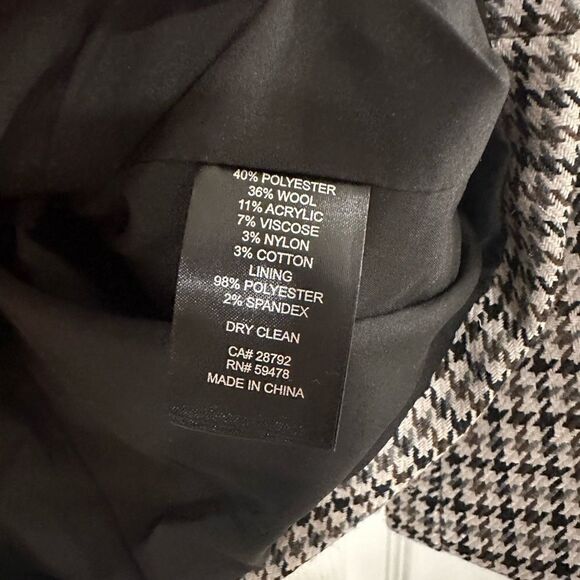 40% POLYESTER
36% WOOL
11% ACRYLIC
7% VISCOSE
3% NYLON
3% COTTON
LINING
98% POLYESTER
2% SPANDEX
DRY CLEAN
CA# 28792
RN# 59478
MADE IN CHINA